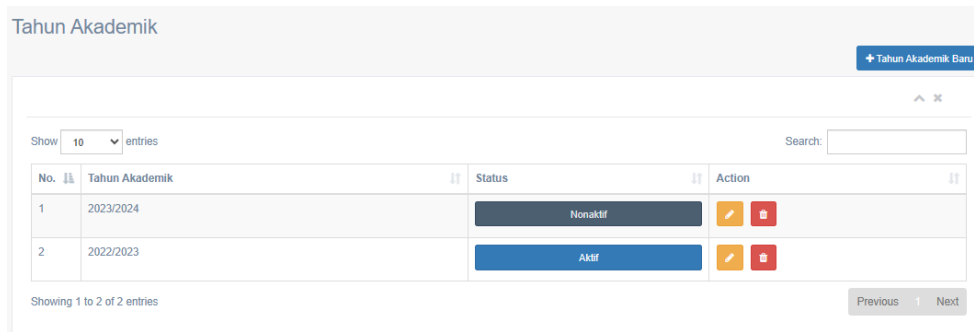 Tahun Akademik
+ Tahun Akademik Baru
Show 10 entries
Search:
No. Tahun Akademik Status Action
1 2023/2024 Nonaktif
2 2022/2023 Aktif
Showing 1 to 2 of 2 entries
Previous 1 Next